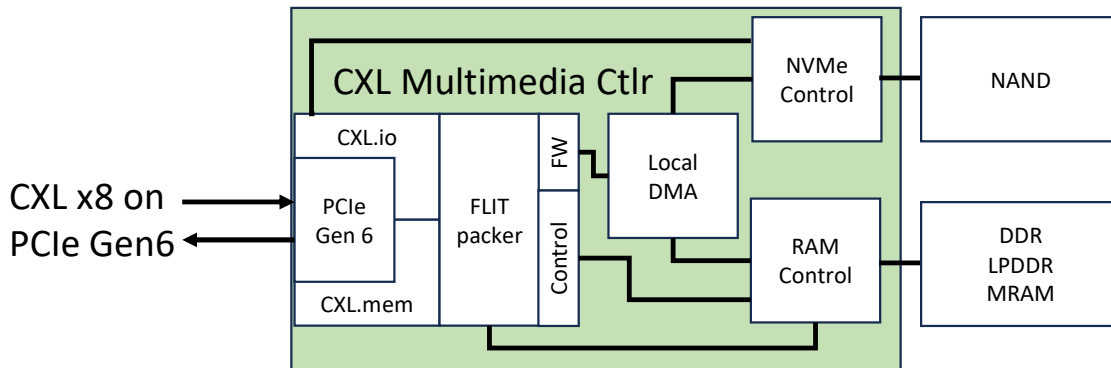 CXL Multimedia Ctlr
NVMe
Control
NAND
CXL.io
FW
Local
DMA
CXL x8 on
PCIe Gen6
PCIe
Gen 6
FLIT
packer
Control
RAM
Control
DDR
LPDDR
MRAM
CXL.mem